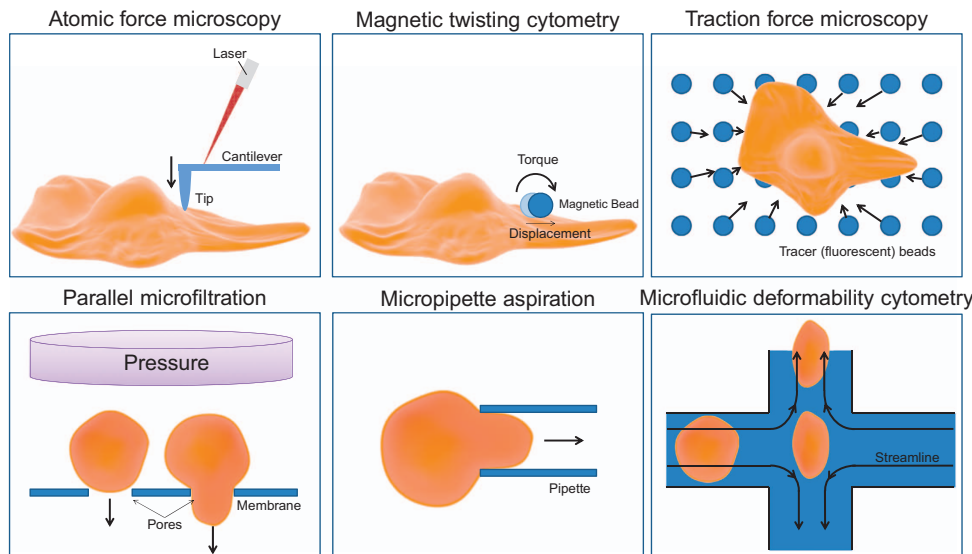 Atomic force microscopy
Laser
Cantilever
Tip
Magnetic twisting cytometry
Torque
Magnetic Bead
Displacement
Traction force microscopy
Tracer (fluorescent) beads
Parallel microfiltration
Pressure
Membrane
Pores
Micropipette aspiration
Pipette
Microfluidic deformability cytometry
Streamline